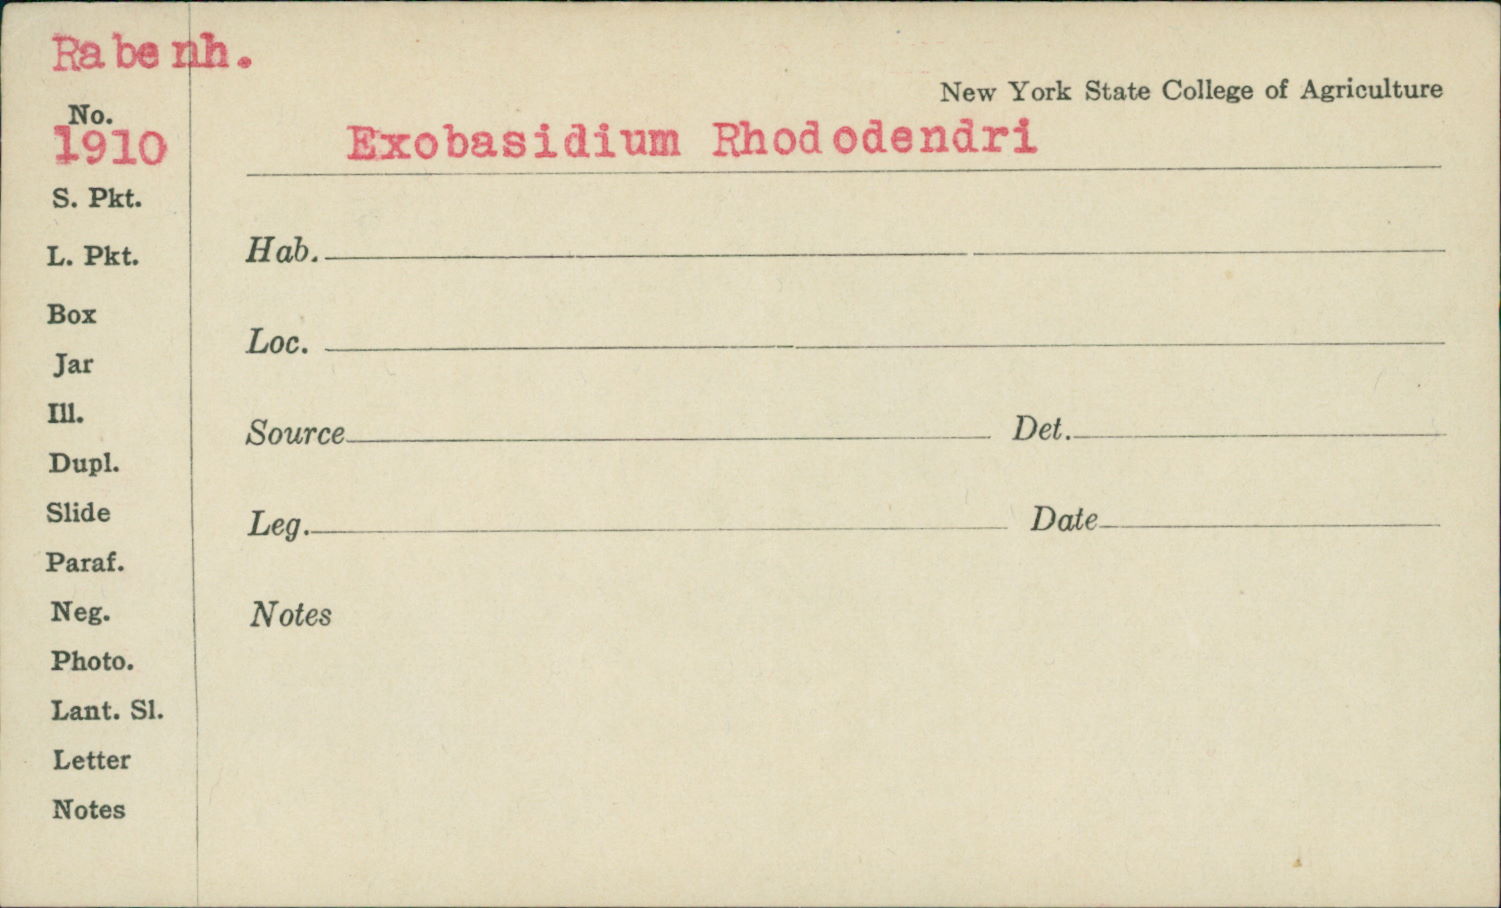 Rabenh.
New York State College of Agriculture
No.
1910
Exobasidium Rhododendri
S. Pkt.
L. Pkt.
Hab.
Box
Loc.
Jar
Ill.
Source Det.
Dupl.
Slide
Leg. Date
Paraf.
Neg.
Notes
Photo.
Lant. Sl.
Letter
Notes